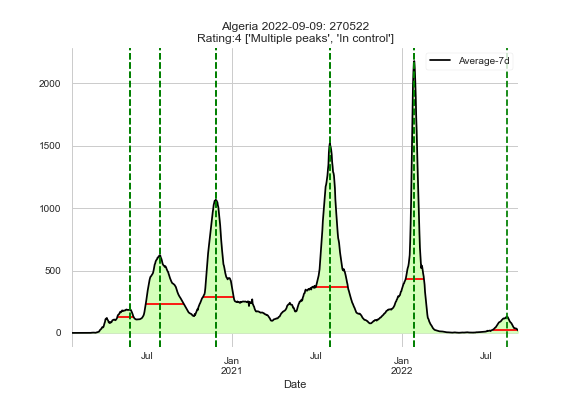 Algeria 2022-09-09: 270522
Rating:4 ['Multiple peaks', 'In control']
Average-7d
2000
1500
1000
500
0
Jul
Jan
2021
Jul
Jan
2022
Jul
Date